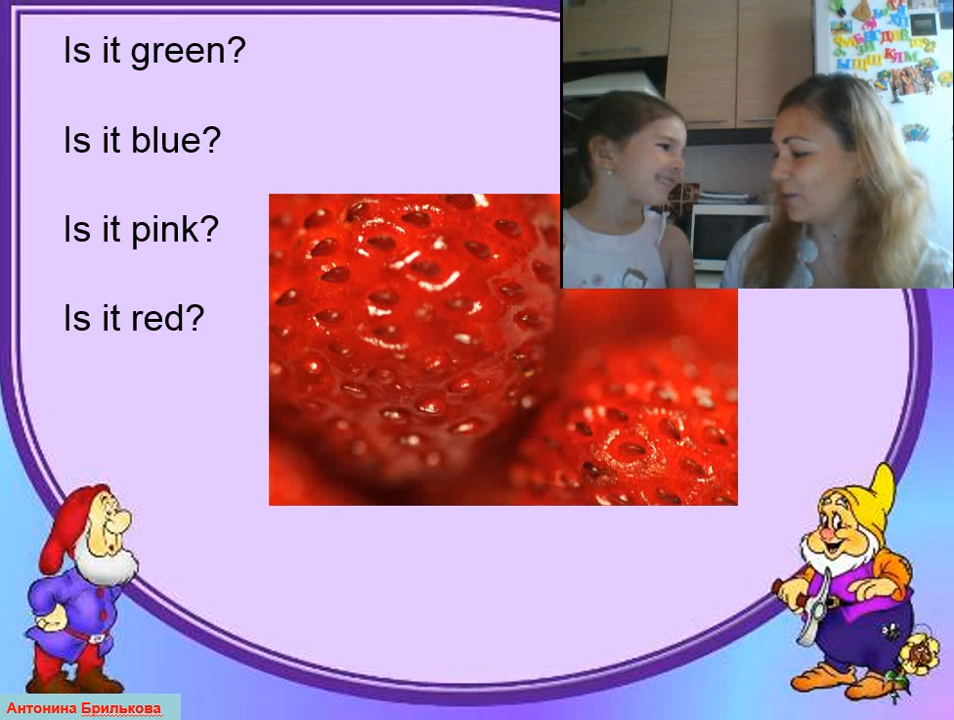 Is it green?
Is it blue?
Is it pink?
Is it red?
Антонина Брилькова